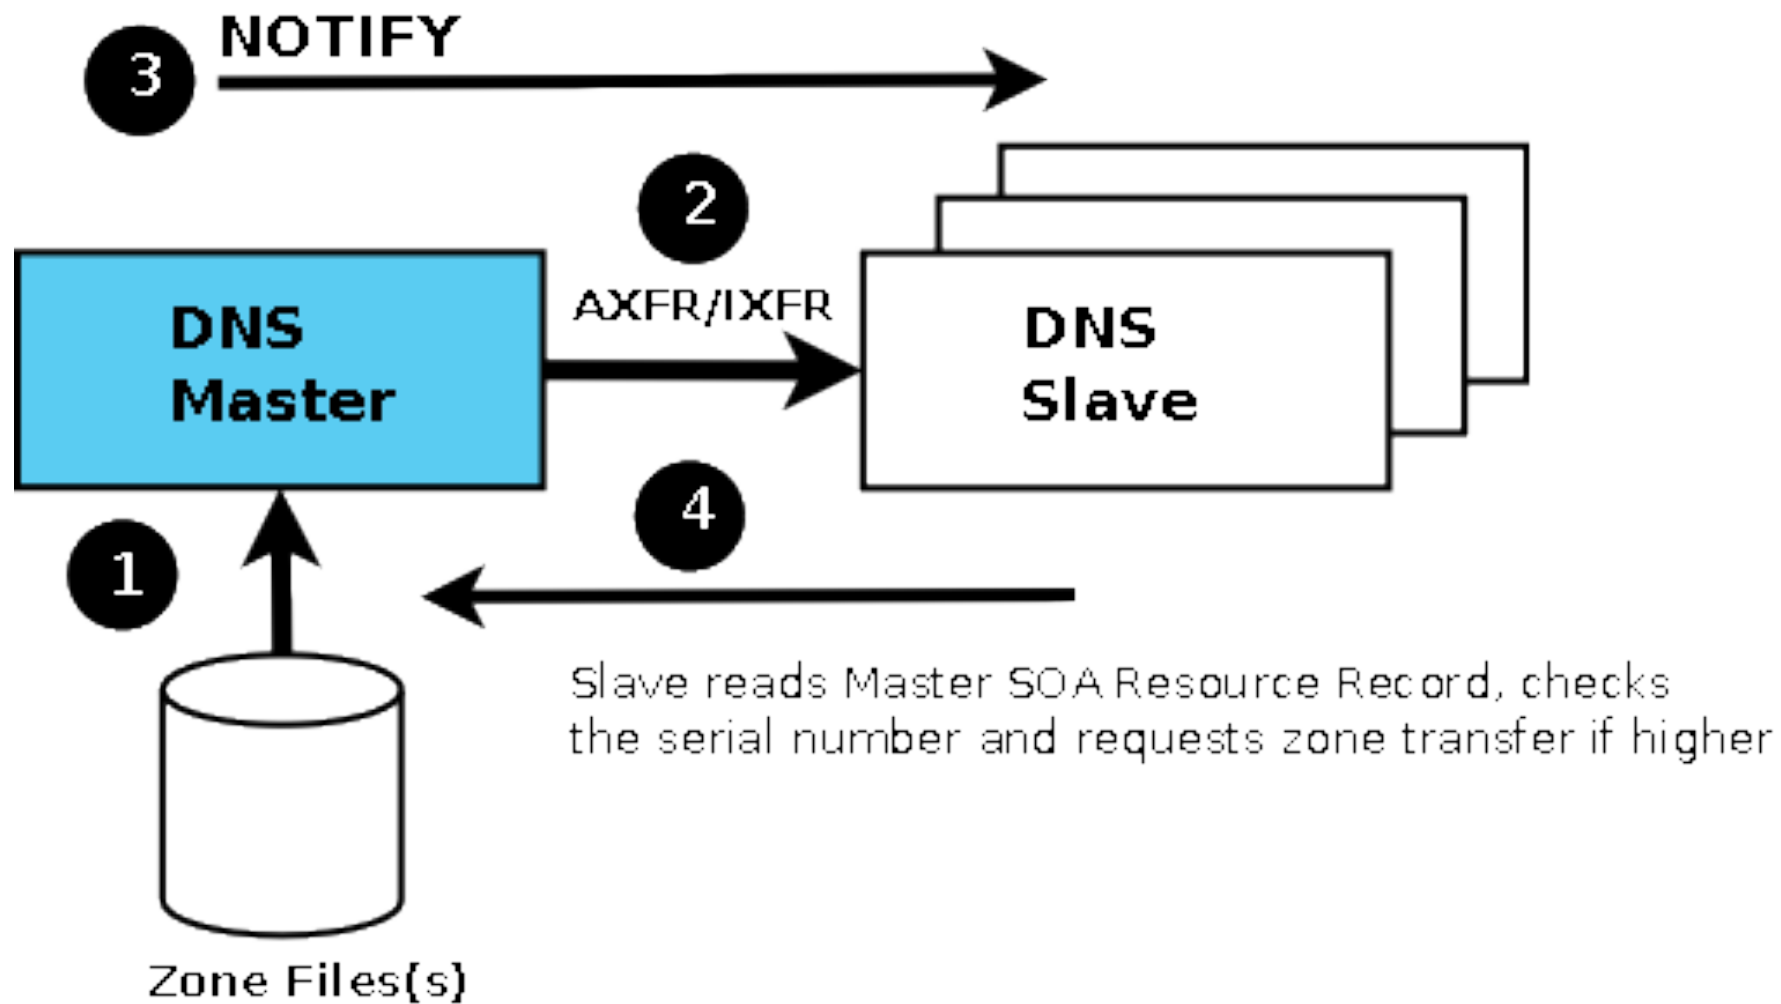 3
NOTIFY
2
AXFR/IXFR
DNS
Master
DNS
Slave
1
4
Slave reads Master SOA Resource Record, checks
the serial number and requests zone transfer if higher
Zone Files(s)